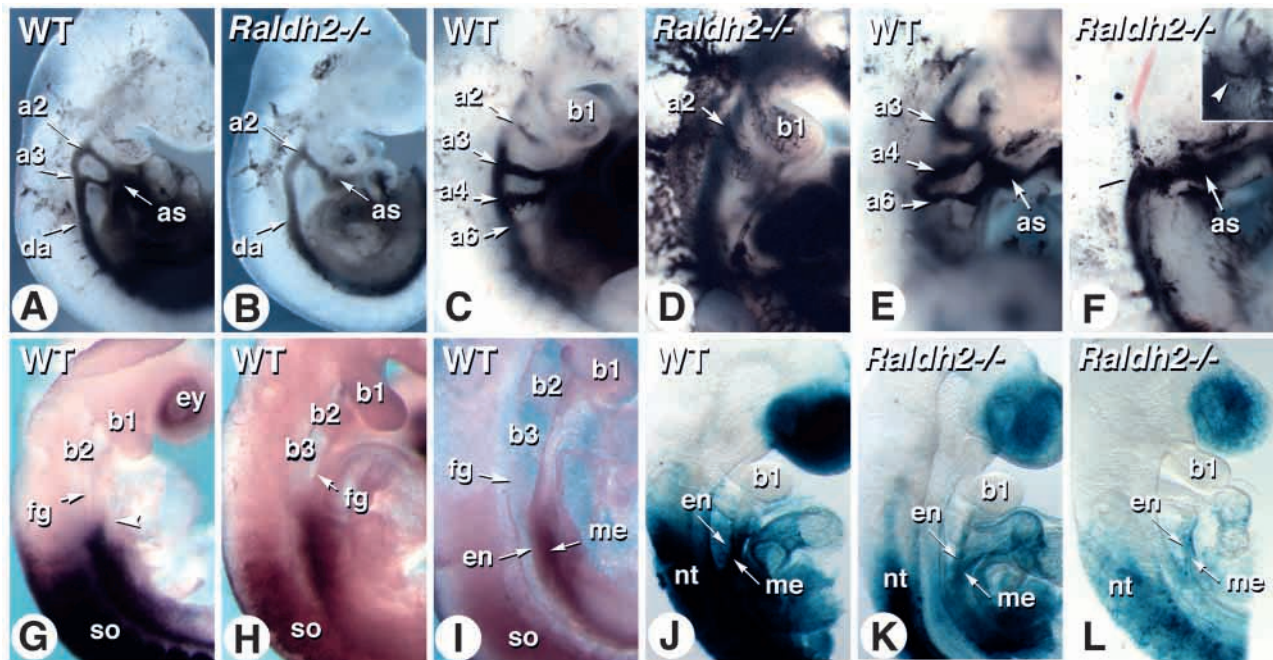 WT Raldh2-/- WT Raldh2-/- WT Raldh2-/-
a2 a3 da as A
a2 da as B
a2 b1 a3 a4 a6 C
a2 b1 D
a3 a4 a6 as E
as F
WT WT WT WT Raldh2-/- Raldh2-/-
ey b1 b2 fg so G
b1 b2 b3 fg so H
b1 b2 b3 fg en me so I
b1 en nt me J
b1 en nt me K
b1 en nt me L